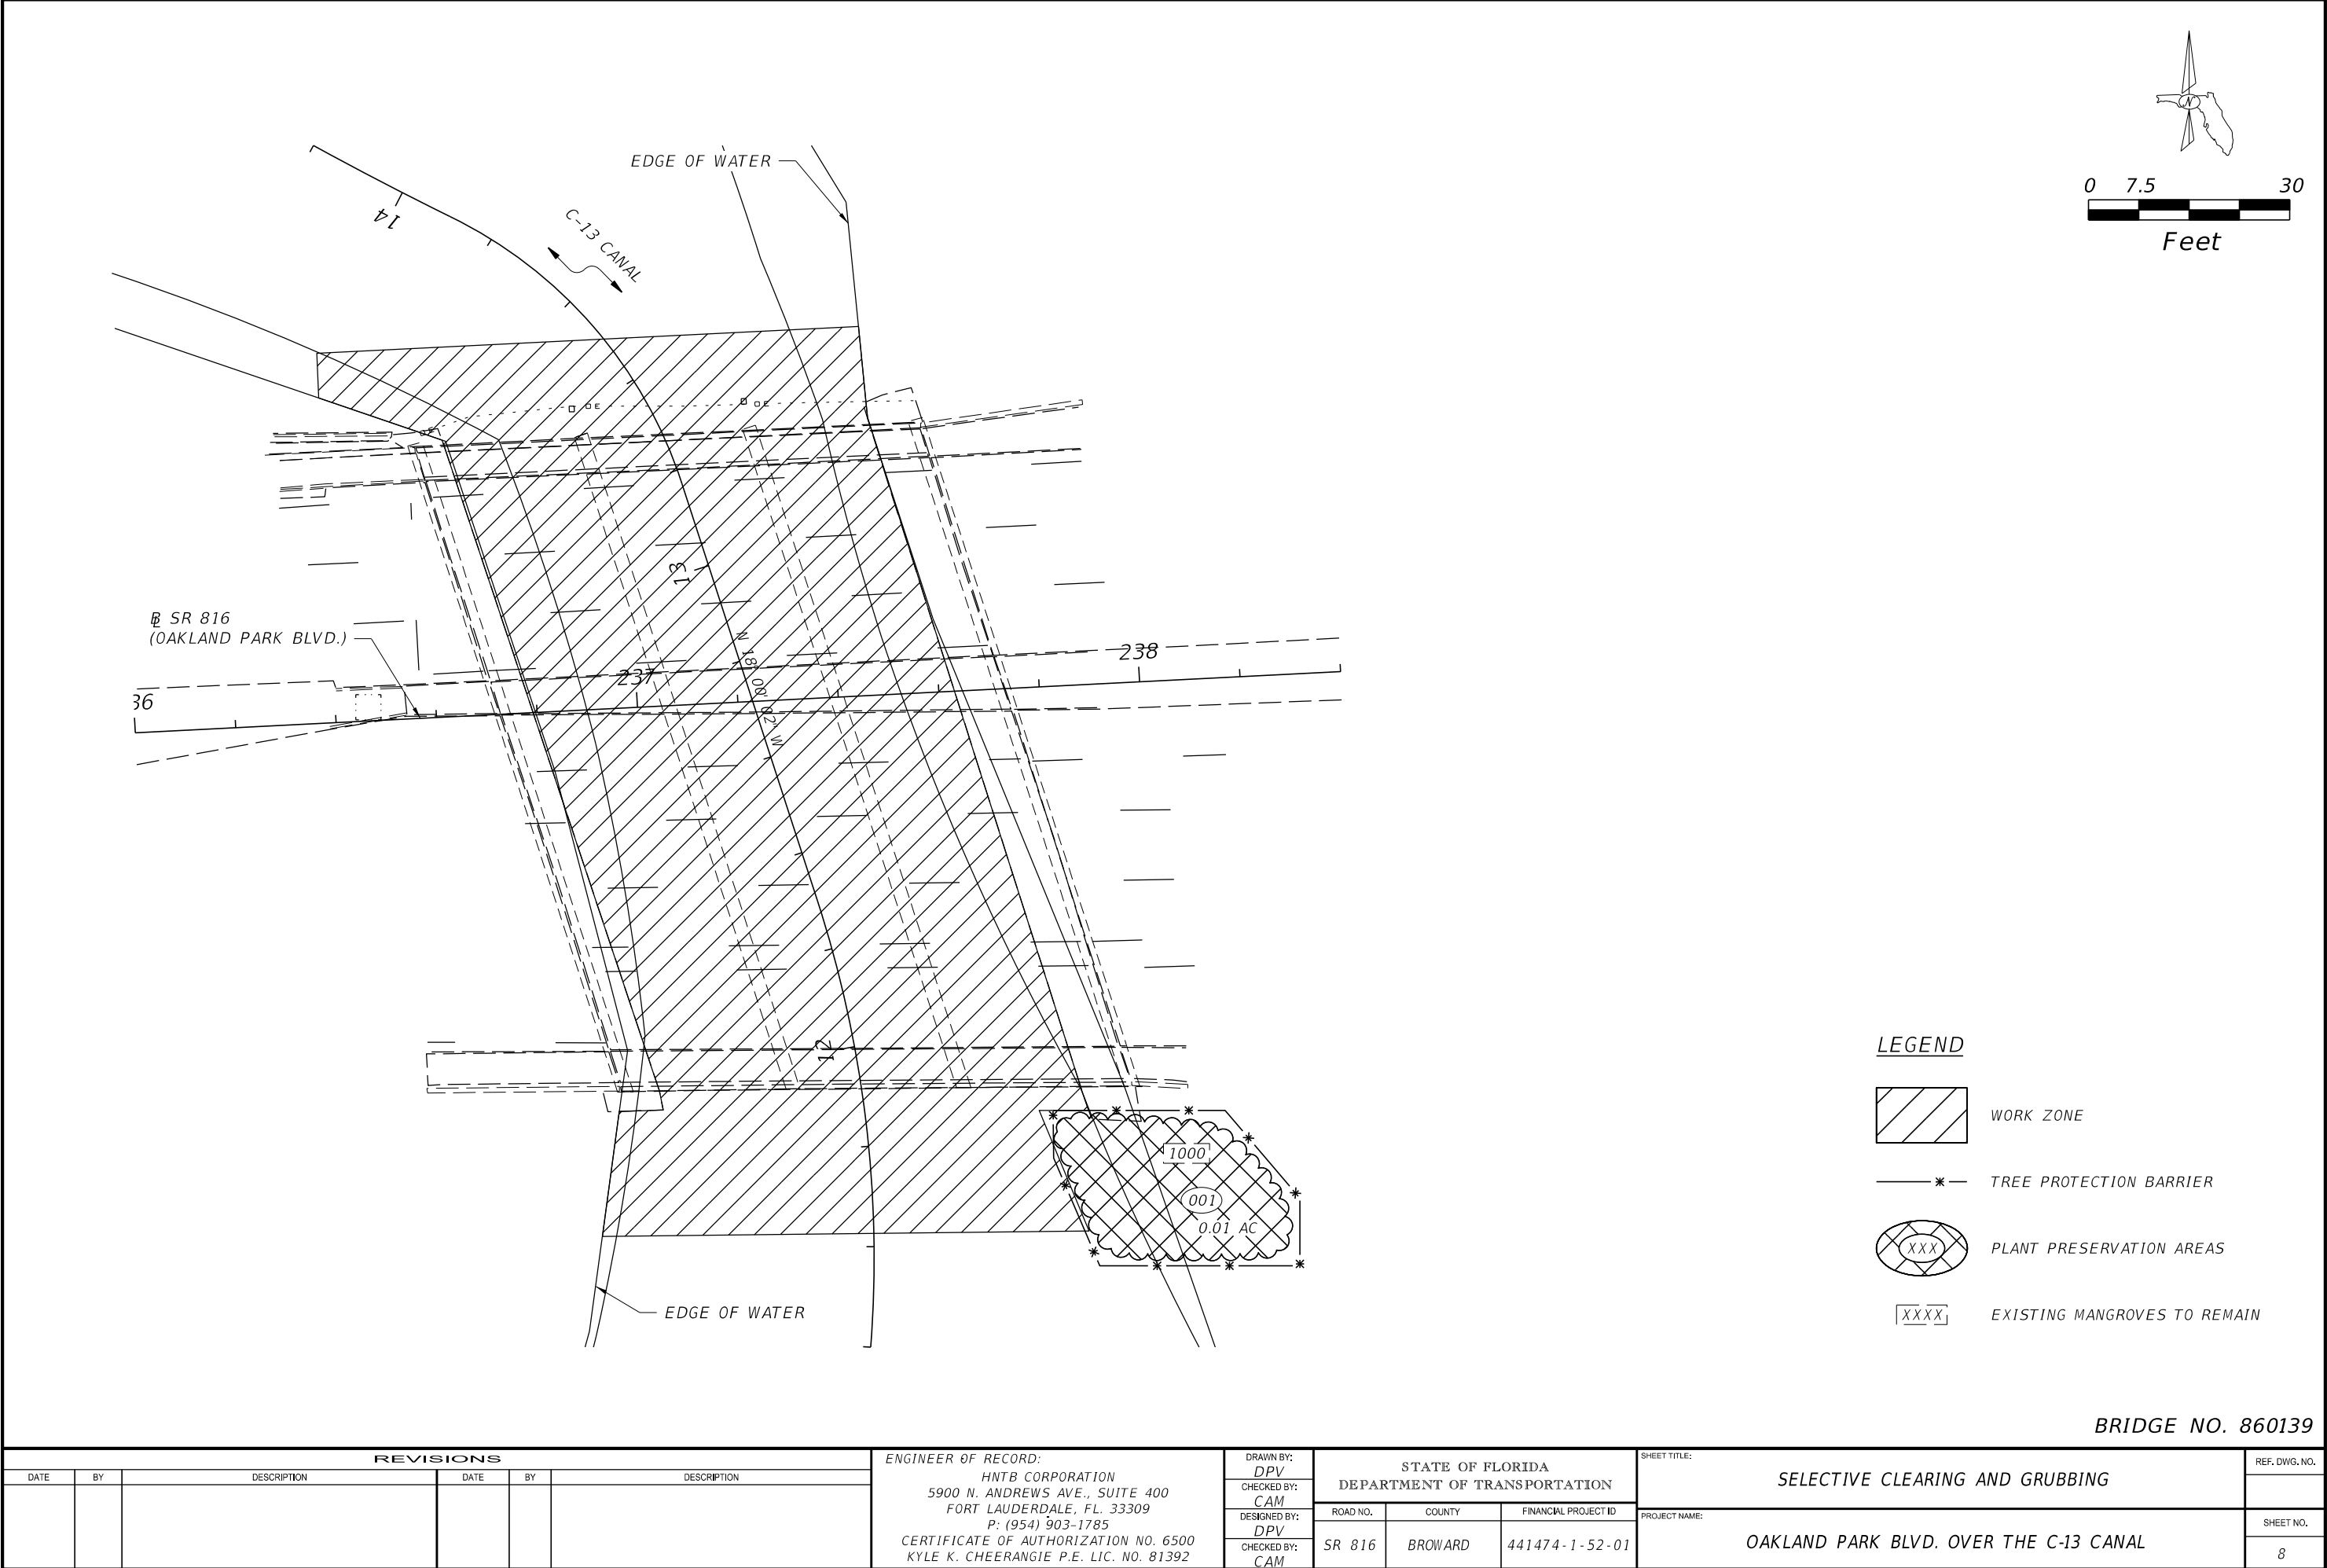 N
0 7.5 30
Feet
EDGE OF WATER
C-13 CANAL
14
13
N 18° 00' 02" W
B SR 816
(OAKLAND PARK BLVD.)
36
237
238
12
1000
001
0.01 AC
EDGE OF WATER
LEGEND
WORK ZONE
TREE PROTECTION BARRIER
XXX PLANT PRESERVATION AREAS
XXXX EXISTING MANGROVES TO REMAIN
BRIDGE NO. 860139
REVISIONS
DATE BY DESCRIPTION DATE BY DESCRIPTION
ENGINEER OF RECORD:
HNTB CORPORATION
5900 N. ANDREWS AVE., SUITE 400
FORT LAUDERDALE, FL. 33309
P: (954) 903-1785
CERTIFICATE OF AUTHORIZATION NO. 6500
KYLE K. CHEERANGIE P.E. LIC. NO. 81392
DRAWN BY:
DPV
CHECKED BY:
CAM
DESIGNED BY:
DPV
CHECKED BY:
CAM
STATE OF FLORIDA
DEPARTMENT OF TRANSPORTATION
ROAD NO. COUNTY FINANCIAL PROJECT ID
SR 816 BROWARD 441474-1-52-01
SHEET TITLE:
SELECTIVE CLEARING AND GRUBBING
PROJECT NAME:
OAKLAND PARK BLVD. OVER THE C-13 CANAL
REF. DWG. NO.
SHEET NO.
8